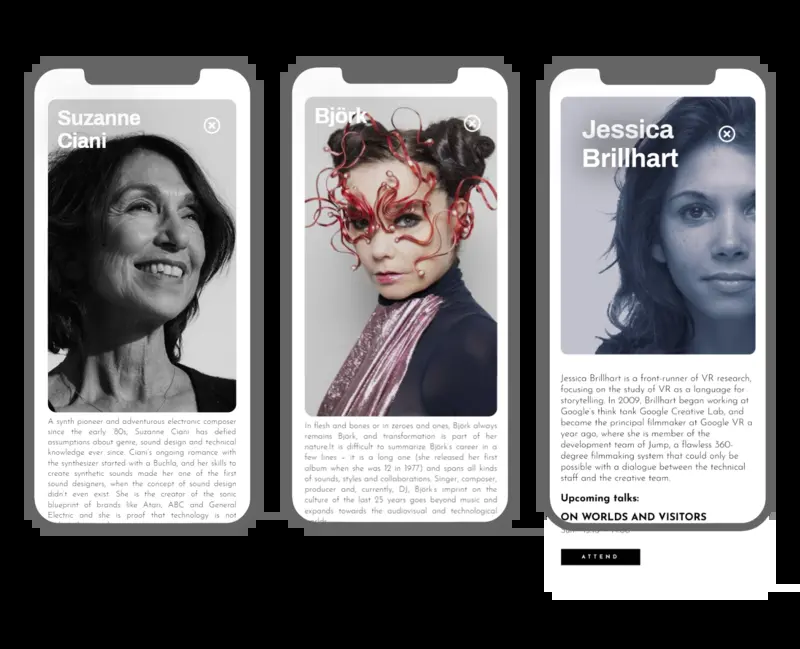 Suzanne
Ciani
A synth pioneer and adventurous electronic composer
since the early '80s, Suzanne Ciani has defied
assumptions about genre, sound design and technical
knowledge ever since. Ciani's ongoing romance with
the synthesizer started with a Buchla, and her skills to
create synthetic sounds made her one of the first
sound designers, when the concept of sound design
didn't even exist. She is the creator of the sonic
blueprint of brands like Atari, ABC and General
Electric and she is proof that technology is not
Björk
In flesh and bones or in zeroes and ones, Björk always
remains Björk, and transformation is part of her
nature.It is difficult to summarize Björk's career in a
few lines – it is a long one (she released her first
album when she was 12 in 1977) and spans all kinds
of sounds, styles and collaborations. Singer, composer,
producer and, currently, DJ, Björk's imprint on the
culture of the last 25 years goes beyond music and
expands towards the audiovisual and technological
Jessica
Brillhart
Jessica Brillhart is a front-runner of VR research,
focusing on the study of VR as a language for
storytelling. In 2009, Brillhart began working at
Google's think tank Google Creative Lab, and
became the principal filmmaker at Google VR a
year ago, where she is member of the
development team of Jump, a flawless 360-
degree filmmaking system that could only be
possible with a dialogue between the technical
staff and the creative team.
Upcoming talks:
ON WORLDS AND VISITORS
ATTEND